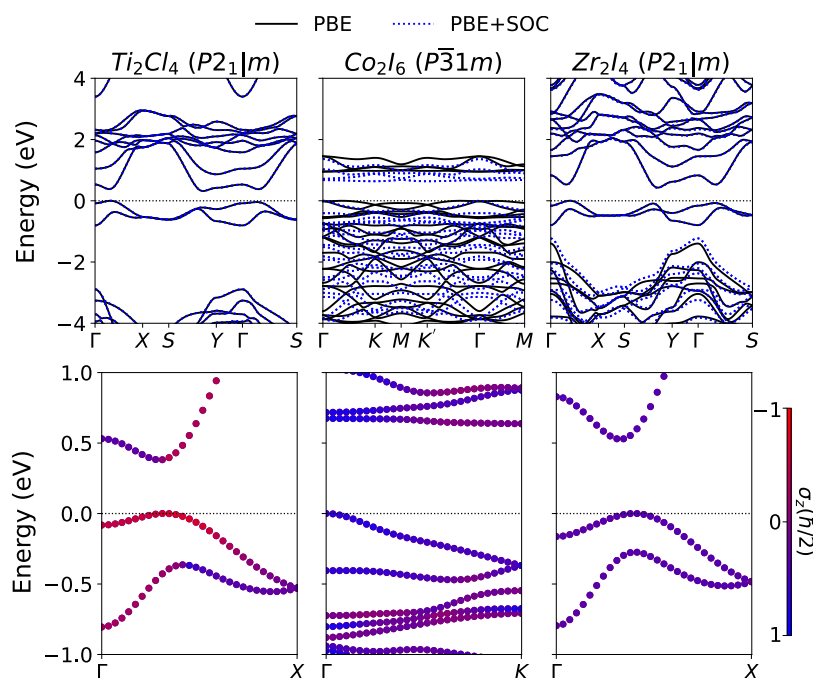 PBE PBE+SOC
Ti₂Cl₄ (P2₁|m) Co₂I₆ (P3̅1m) Zr₂I₄ (P2₁|m)
Energy (eV)
4
2
0
−2
−4
Γ X S Y Γ S
Γ K M K′ Γ M
Γ X S Y Γ S
Energy (eV)
1.0
0.5
0.0
−0.5
−1.0
Γ X
Γ K
Γ X
−1
0
1
σz(ħ/2)